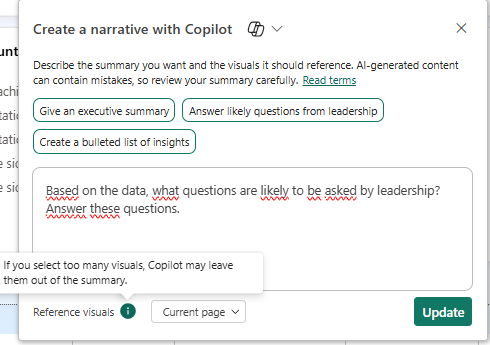 Create a narrative with Copilot
Describe the summary you want and the visuals it should reference. AI-generated content
can contain mistakes, so review your summary carefully. Read terms
Give an executive summary
Answer likely questions from leadership
Create a bulleted list of insights
Based on the data, what questions are likely to be asked by leadership?
Answer these questions.
If you select too many visuals, Copilot may leave
them out of the summary.
Reference visuals
Current page
Update